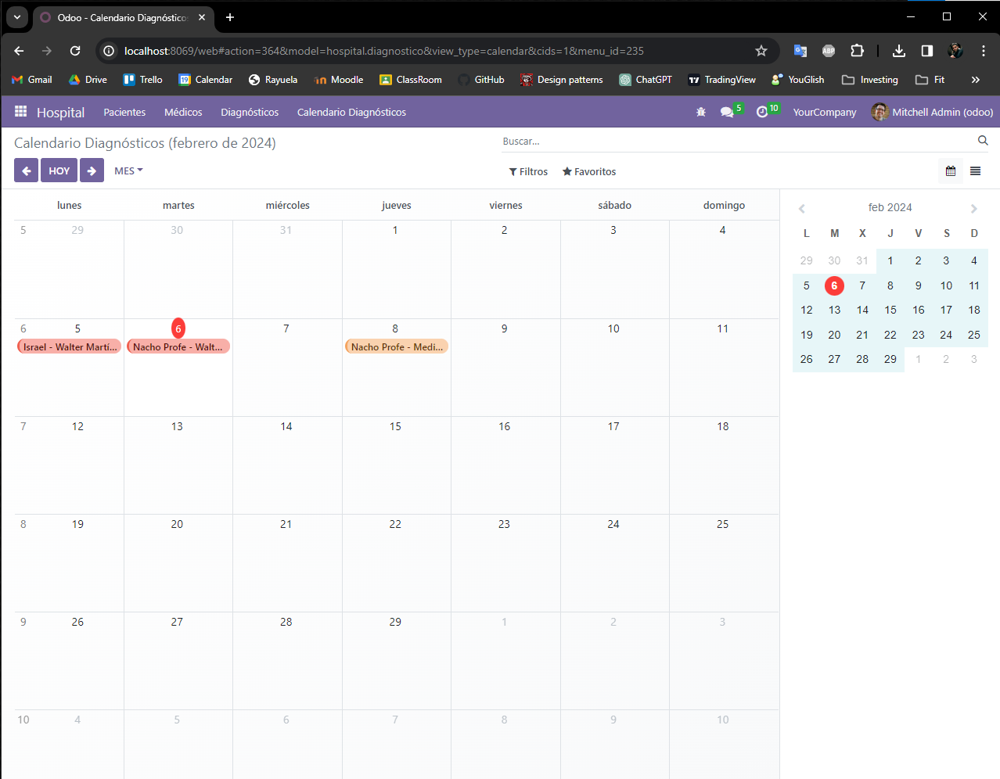 Odoo - Calendario Diagnósticos
localhost:8069/web#action=364&model=hospital.diagnostico&view_type=calendar&cids=1&menu_id=235
ABP
Gmail Drive Trello 19 Calendar Rayuela Moodle ClassRoom GitHub Design patterns ChatGPT TradingView YouGlish Investing Fit »
Hospital Pacientes Médicos Diagnósticos Calendario Diagnósticos 5 10 YourCompany Mitchell Admin (odoo)
Calendario Diagnósticos (febrero de 2024) Buscar...
HOY MES Filtros Favoritos
lunes martes miércoles jueves viernes sábado domingo
5 29 30 31 1 2 3 4
6 5 6 7 8 9 10 11
Israel - Walter Martí... Nacho Profe - Walt... Nacho Profe - Medi...
7 12 13 14 15 16 17 18
8 19 20 21 22 23 24 25
9 26 27 28 29 1 2 3
10 4 5 6 7 8 9 10
feb 2024
L M X J V S D
29 30 31 1 2 3 4
5 6 7 8 9 10 11
12 13 14 15 16 17 18
19 20 21 22 23 24 25
26 27 28 29 1 2 3